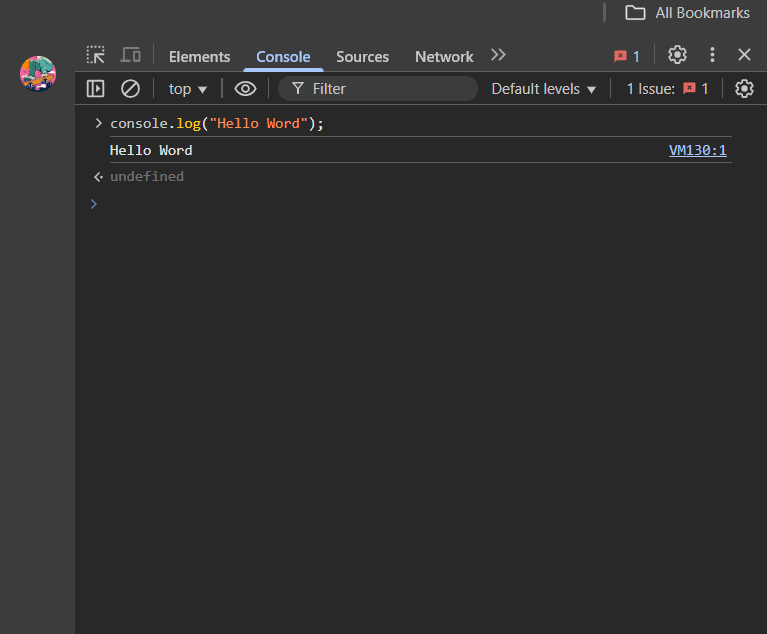 All Bookmarks
Elements Console Sources Network 1
top Filter Default levels 1 Issue: 1
console.log("Hello Word");
Hello Word VM130:1
undefined